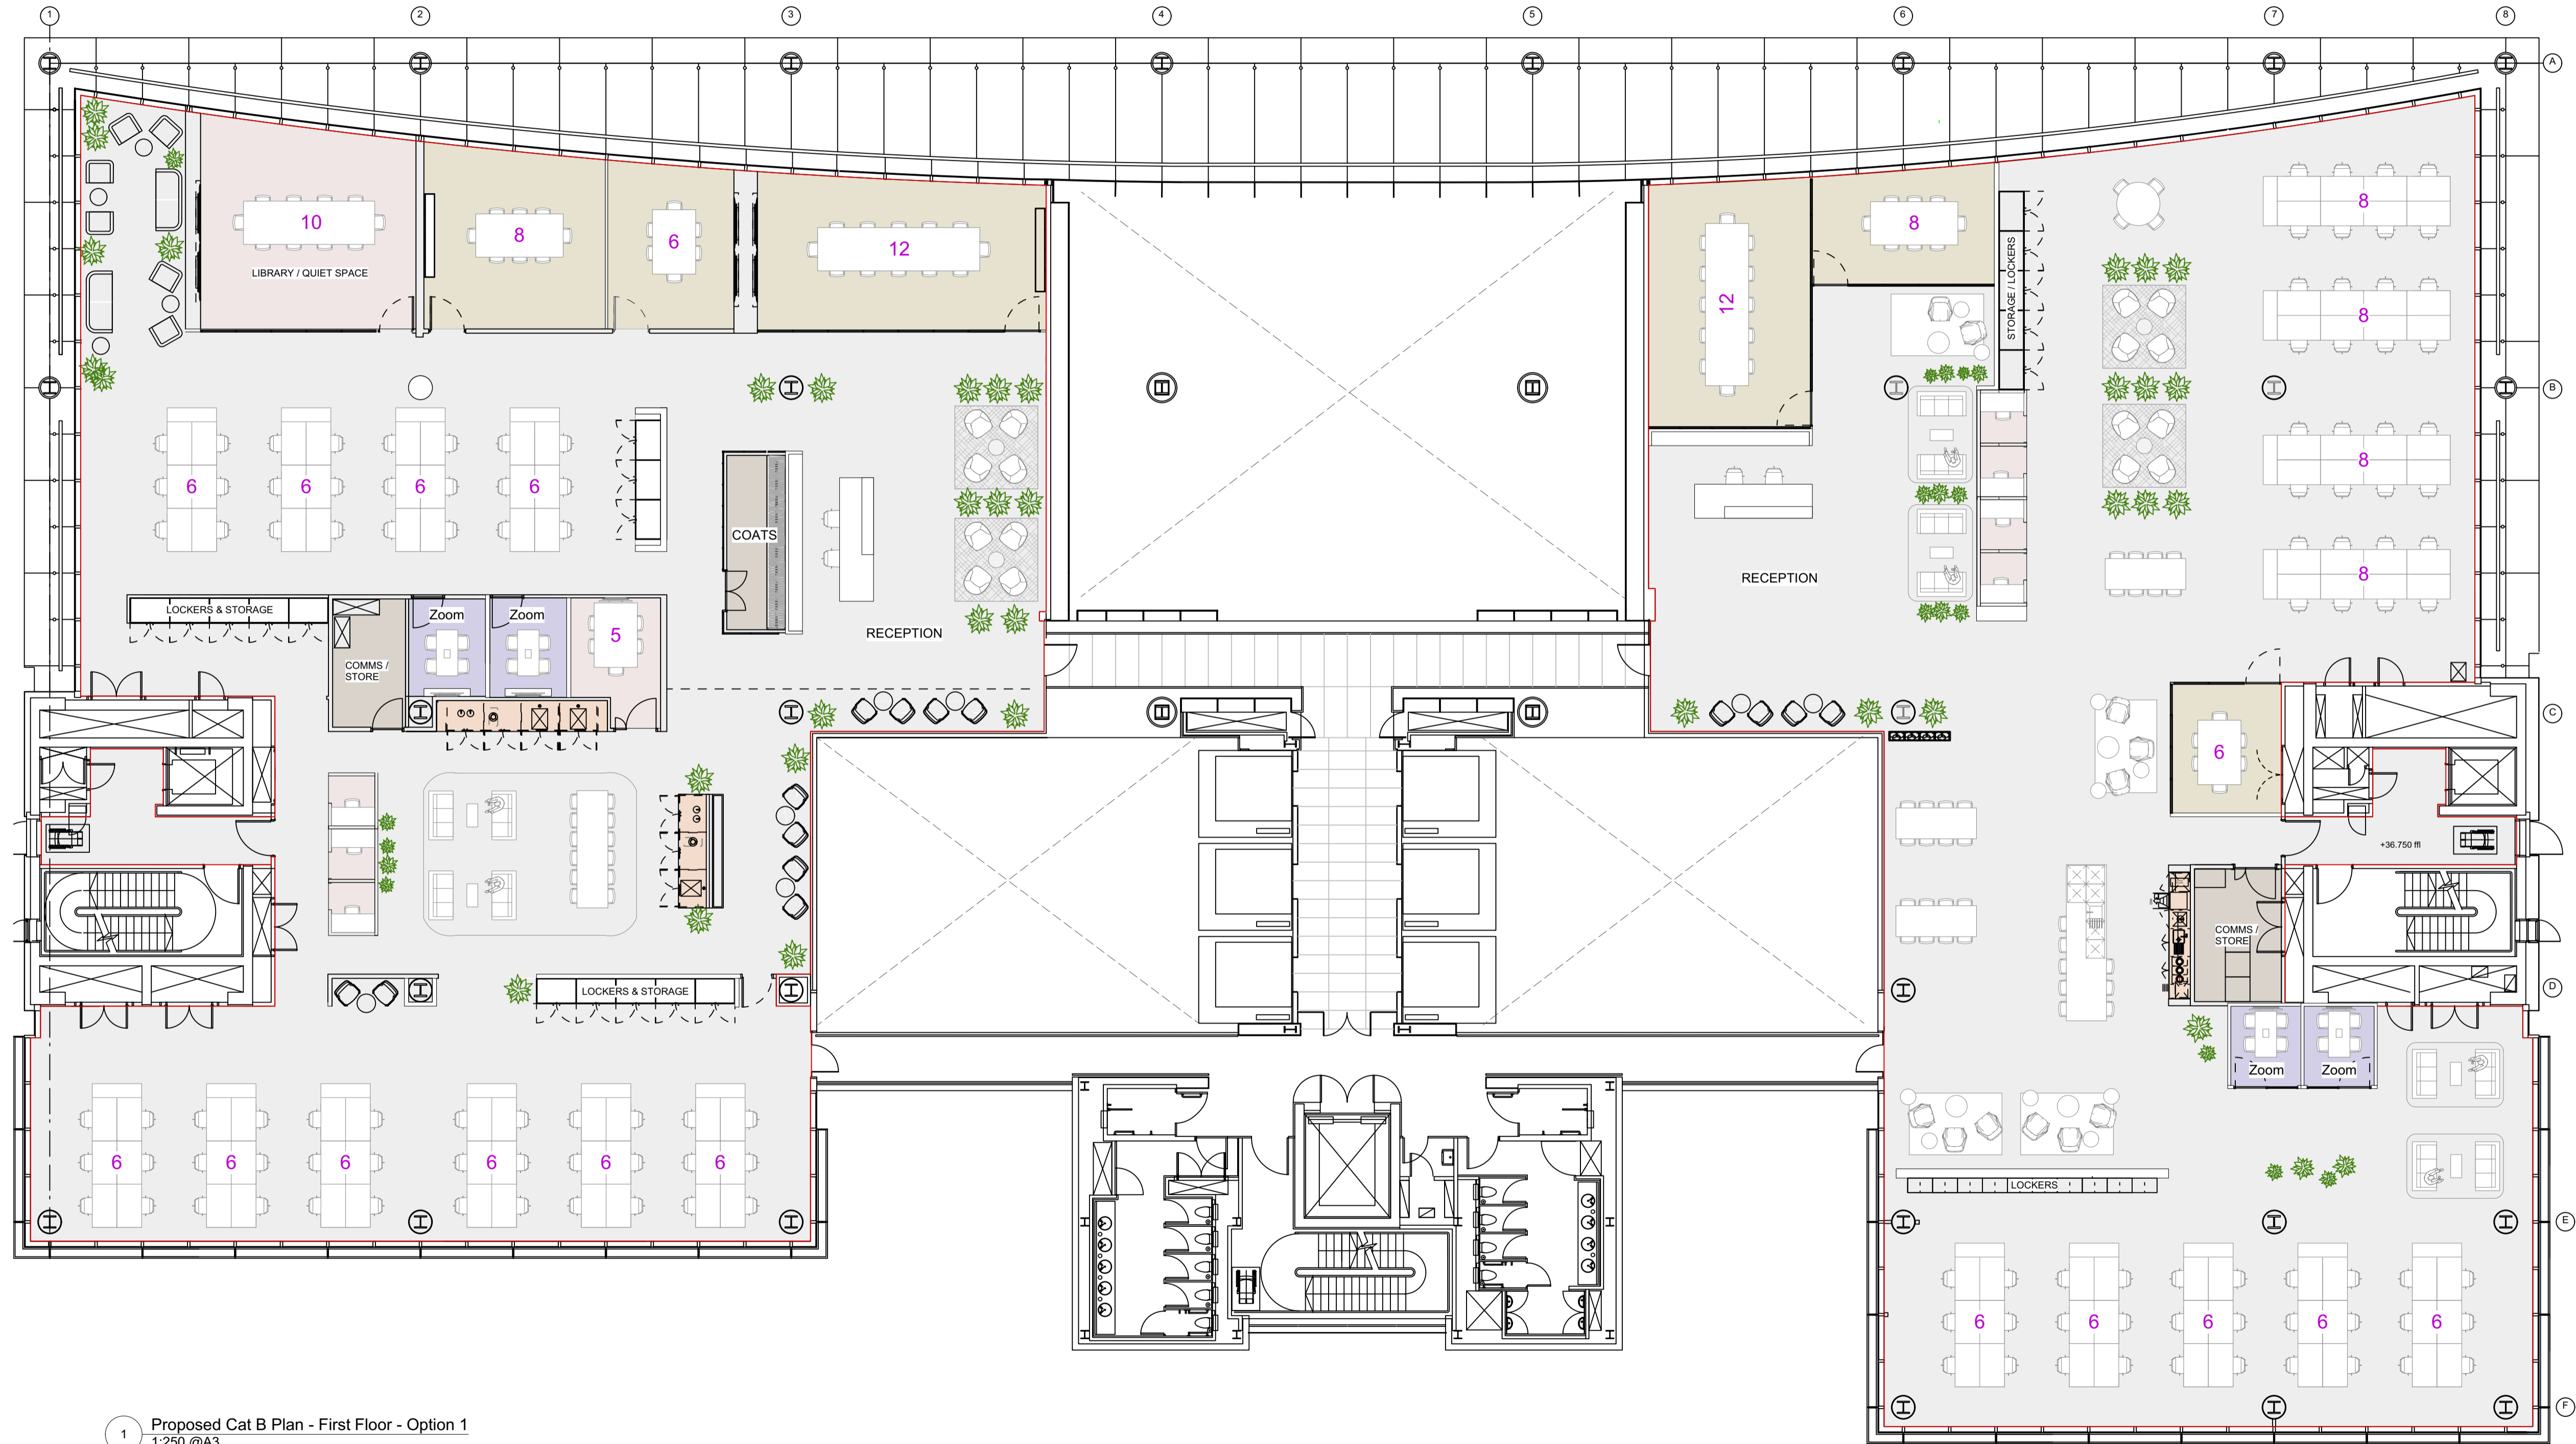 1 2 3 4 5 6 7 8
A
10
LIBRARY / QUIET SPACE
8
6
12
12
8
STORAGE / LOCKERS
8
8
8
8
B
6 6 6 6
COATS
RECEPTION
RECEPTION
LOCKERS & STORAGE
COMMS /
STORE
Zoom
Zoom
5
C
6
+36.750 ffl
COMMS /
STORE
D
LOCKERS & STORAGE
Zoom
Zoom
6 6 6 6 6 6
LOCKERS
E
6 6 6 6 6
F
1
Proposed Cat B Plan - First Floor - Option 1
1:250 @A3